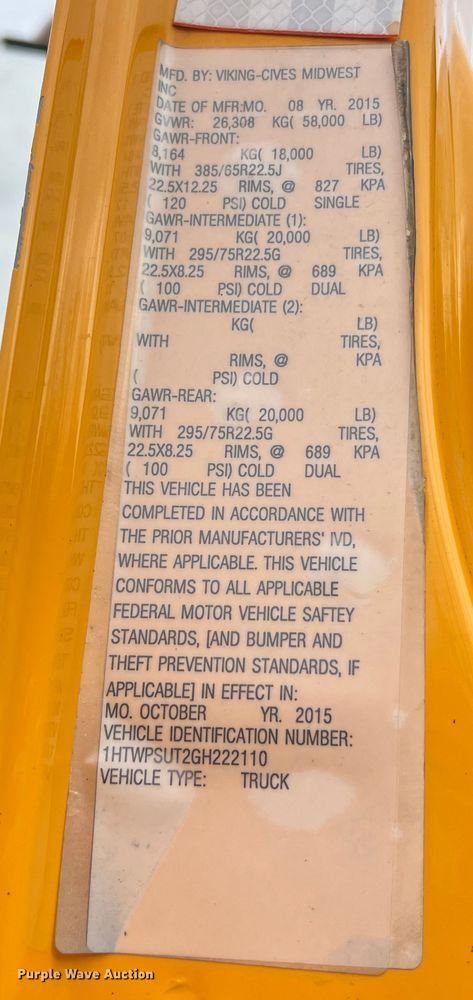 MFD. BY: VIKING-CIVES MIDWEST
INC
DATE OF MFR:MO. 08 YR. 2015
GVWR: 26,308 KG( 58,000 LB)
GAWR-FRONT:
8,164 KG( 18,000 LB)
WITH 385/65R22.5J TIRES,
22.5X12.25 RIMS, @ 827 KPA
( 120 PSI) COLD SINGLE
GAWR-INTERMEDIATE (1):
9,071 KG( 20,000 LB)
WITH 295/75R22.5G TIRES,
22.5X8.25 RIMS, @ 689 KPA
( 100 PSI) COLD DUAL
GAWR-INTERMEDIATE (2):
KG( LB)
WITH TIRES,
RIMS, @ KPA
( PSI) COLD
GAWR-REAR:
9,071 KG( 20,000 LB)
WITH 295/75R22.5G TIRES,
22.5X8.25 RIMS, @ 689 KPA
( 100 PSI) COLD DUAL
THIS VEHICLE HAS BEEN
COMPLETED IN ACCORDANCE WITH
THE PRIOR MANUFACTURERS' IVD,
WHERE APPLICABLE. THIS VEHICLE
CONFORMS TO ALL APPLICABLE
FEDERAL MOTOR VEHICLE SAFTEY
STANDARDS, [AND BUMPER AND
THEFT PREVENTION STANDARDS, IF
APPLICABLE] IN EFFECT IN:
MO. OCTOBER YR. 2015
VEHICLE IDENTIFICATION NUMBER:
1HTWPSUT2GH222110
VEHICLE TYPE: TRUCK
Purple Wave Auction